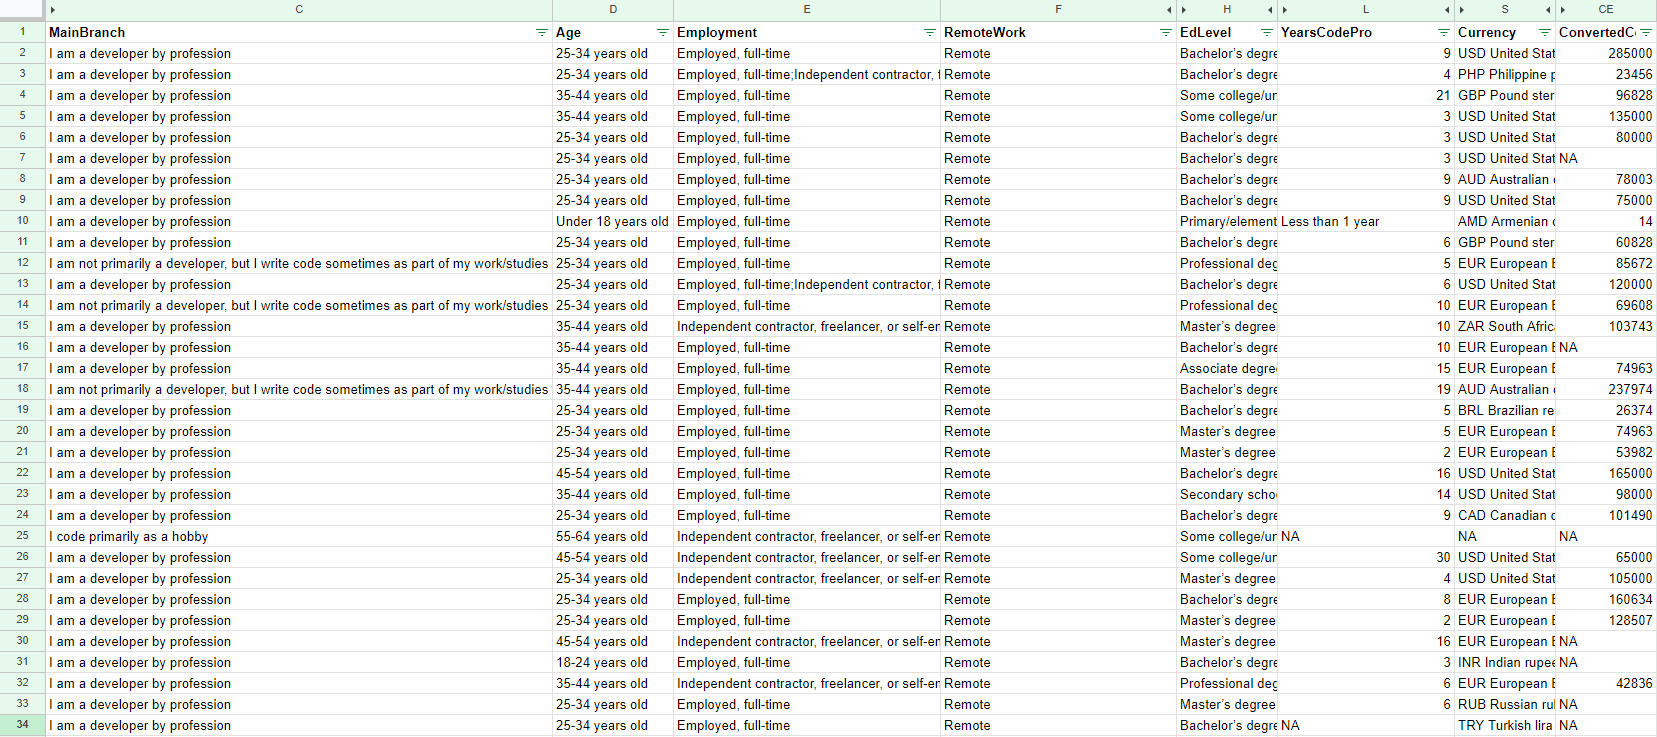 C D E F H L S CE
1 MainBranch Age Employment RemoteWork EdLevel YearsCodePro Currency ConvertedC
2 I am a developer by profession 25-34 years old Employed, full-time Remote Bachelor’s degre 9 USD United Stat 285000
3 I am a developer by profession 25-34 years old Employed, full-time;Independent contractor, f Remote Bachelor’s degre 4 PHP Philippine p 23456
4 I am a developer by profession 35-44 years old Employed, full-time Remote Some college/un 21 GBP Pound ster 96828
5 I am a developer by profession 35-44 years old Employed, full-time Remote Some college/un 3 USD United Stat 135000
6 I am a developer by profession 25-34 years old Employed, full-time Remote Bachelor’s degre 3 USD United Stat 80000
7 I am a developer by profession 25-34 years old Employed, full-time Remote Bachelor’s degre 3 USD United Stat NA
8 I am a developer by profession 25-34 years old Employed, full-time Remote Bachelor’s degre 9 AUD Australian 78003
9 I am a developer by profession 25-34 years old Employed, full-time Remote Bachelor’s degre 9 USD United Stat 75000
10 I am a developer by profession Under 18 years old Employed, full-time Remote Primary/element Less than 1 year AMD Armenian 14
11 I am a developer by profession 25-34 years old Employed, full-time Remote Bachelor’s degre 6 GBP Pound ster 60828
12 I am not primarily a developer, but I write code sometimes as part of my work/studies 25-34 years old Employed, full-time Remote Professional deg 5 EUR European E 85672
13 I am a developer by profession 25-34 years old Employed, full-time;Independent contractor, f Remote Bachelor’s degre 6 USD United Stat 120000
14 I am not primarily a developer, but I write code sometimes as part of my work/studies 25-34 years old Employed, full-time Remote Professional deg 10 EUR European E 69608
15 I am a developer by profession 35-44 years old Independent contractor, freelancer, or self-em Remote Master’s degree 10 ZAR South Afric 103743
16 I am a developer by profession 35-44 years old Employed, full-time Remote Bachelor’s degre 10 EUR European E NA
17 I am a developer by profession 35-44 years old Employed, full-time Remote Associate degre 15 EUR European E 74963
18 I am not primarily a developer, but I write code sometimes as part of my work/studies 35-44 years old Employed, full-time Remote Bachelor’s degre 19 AUD Australian 237974
19 I am a developer by profession 25-34 years old Employed, full-time Remote Bachelor’s degre 5 BRL Brazilian re 26374
20 I am a developer by profession 25-34 years old Employed, full-time Remote Master’s degree 5 EUR European E 74963
21 I am a developer by profession 25-34 years old Employed, full-time Remote Master’s degree 2 EUR European E 53982
22 I am a developer by profession 45-54 years old Employed, full-time Remote Bachelor’s degre 16 USD United Stat 165000
23 I am a developer by profession 35-44 years old Employed, full-time Remote Secondary scho 14 USD United Stat 98000
24 I am a developer by profession 25-34 years old Employed, full-time Remote Bachelor’s degre 9 CAD Canadian 101490
25 I code primarily as a hobby 55-64 years old Independent contractor, freelancer, or self-em Remote Some college/un NA NA NA
26 I am a developer by profession 45-54 years old Independent contractor, freelancer, or self-em Remote Some college/un 30 USD United Stat 65000
27 I am a developer by profession 25-34 years old Independent contractor, freelancer, or self-em Remote Master’s degree 4 USD United Stat 105000
28 I am a developer by profession 25-34 years old Employed, full-time Remote Bachelor’s degre 8 EUR European E 160634
29 I am a developer by profession 25-34 years old Employed, full-time Remote Master’s degree 2 EUR European E 128507
30 I am a developer by profession 45-54 years old Independent contractor, freelancer, or self-em Remote Master’s degree 16 EUR European E NA
31 I am a developer by profession 18-24 years old Employed, full-time Remote Bachelor’s degre 3 INR Indian rupee NA
32 I am a developer by profession 35-44 years old Independent contractor, freelancer, or self-em Remote Professional deg 6 EUR European E 42836
33 I am a developer by profession 25-34 years old Employed, full-time Remote Master’s degree 6 RUB Russian ru NA
34 I am a developer by profession 25-34 years old Employed, full-time Remote Bachelor’s degre NA TRY Turkish lira NA